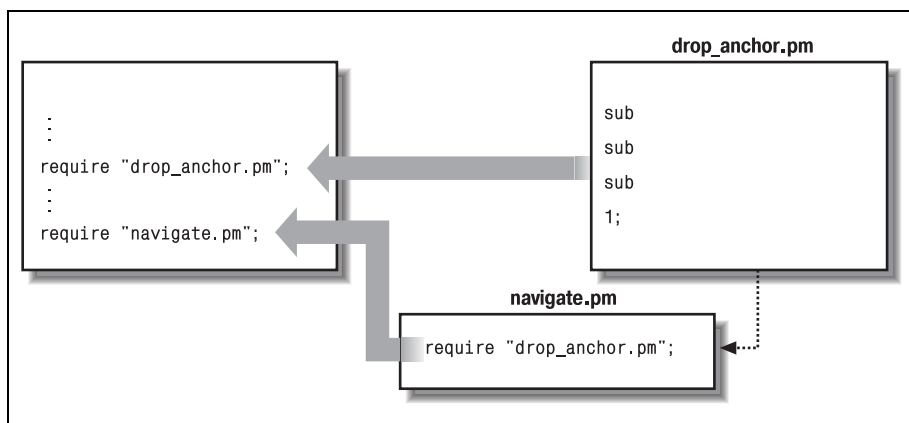 drop_anchor.pm
⋮
require "drop_anchor.pm";
⋮
require "navigate.pm";
sub
sub
sub
1;
navigate.pm
require "drop_anchor.pm";